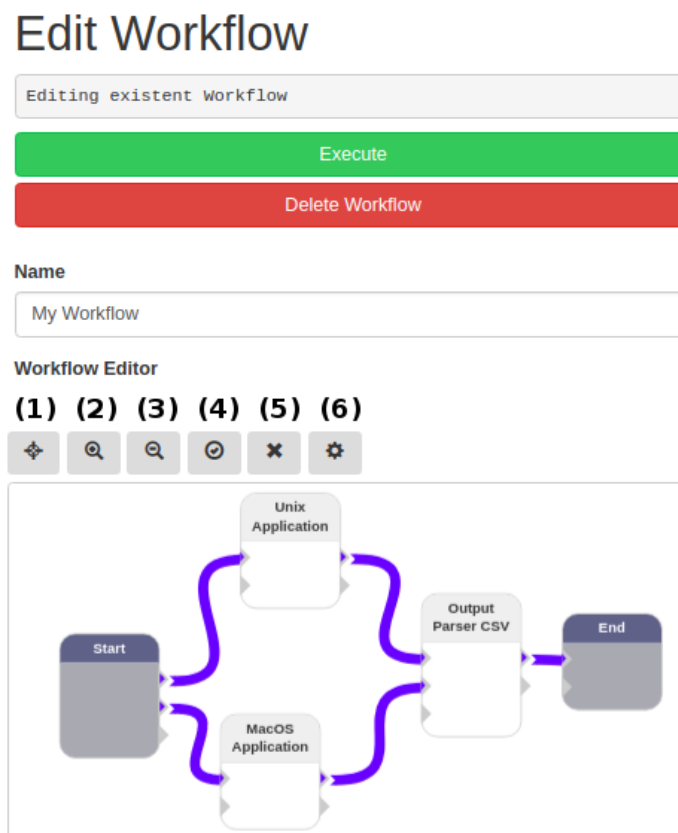 Edit Workflow
Editing existent Workflow
Execute
Delete Workflow
Name
My Workflow
Workflow Editor
(1) (2) (3) (4) (5) (6)
Unix
Application
Output
Parser CSV
End
Start
MacOS
Application